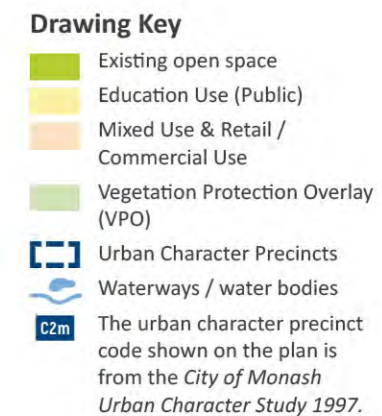 Drawing Key
Existing open space
Education Use (Public)
Mixed Use & Retail /
Commercial Use
Vegetation Protection Overlay
(VPO)
Urban Character Precincts
Waterways / water bodies
C2m
The urban character precinct
code shown on the plan is
from the City of Monash
Urban Character Study 1997.